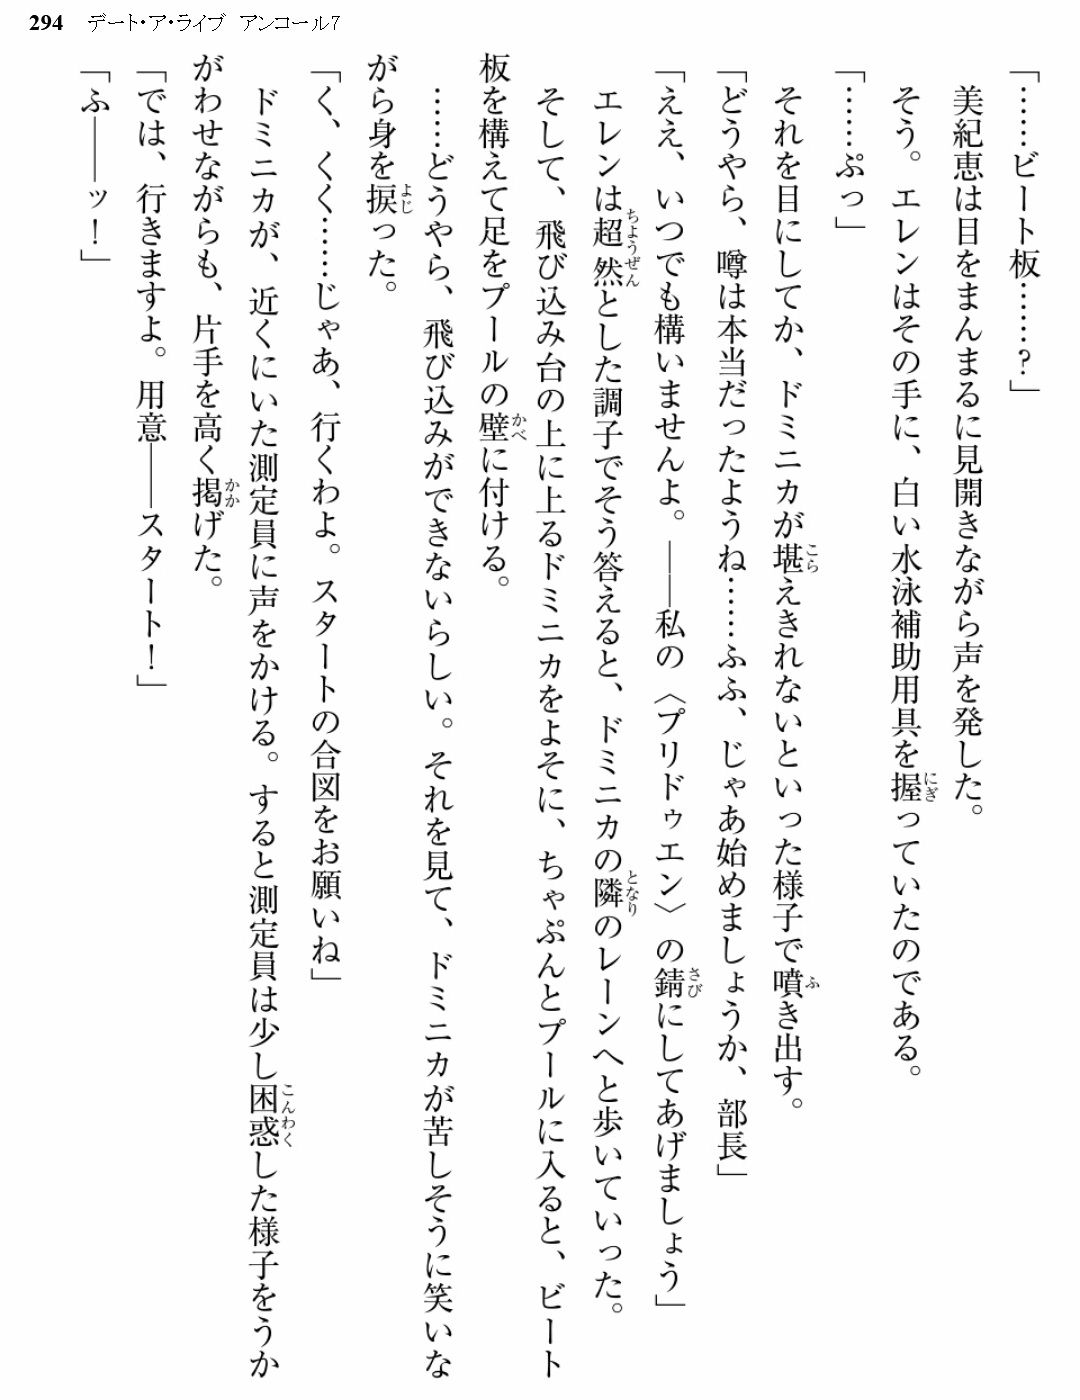 294 デート・ア・ライブ アンコール7
「……ビート板……?」
美紀恵は目をまんまるに見開きながら声を発した。
そう。エレンはその手に、白い水泳補助用具を握っていたのである。
「……ぷっ」
それを目にしてか、ドミニカが堪えきれないといった様子で噴き出す。
「どうやら、噂は本当だったようね……ふふ、じゃあ始めましょうか、部長」
「ええ、いつでも構いませんよ。――私の〈プリドゥエン〉の錆にしてあげましょう」
エレンは超然とした調子でそう答えると、ドミニカの隣のレーンへと歩いていった。
そして、飛び込み台の上に上るドミニカをよそに、ちゃぷんとプールに入ると、ビート
板を構えて足をプールの壁に付ける。
……どうやら、飛び込みができないらしい。それを見て、ドミニカが苦しそうに笑いな
がら身を捩った。
「く、くく……じゃあ、行くわよ。スタートの合図をお願いね」
ドミニカが、近くにいた測定員に声をかける。すると測定員は少し困惑した様子をうか
がわせながらも、片手を高く掲げた。
「では、行きますよ。用意――スタート!」
「ふ――ッ!」